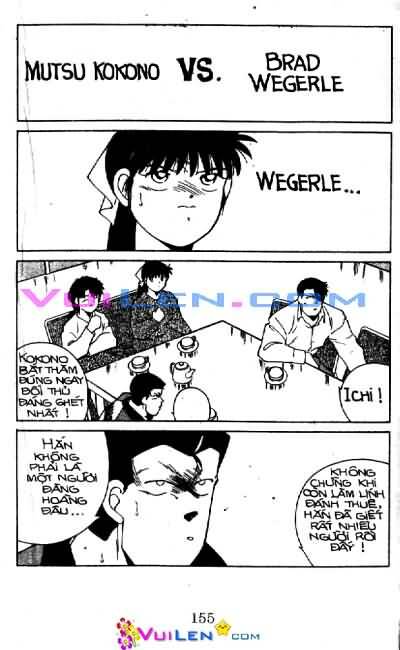 MUTSU KOKONO VS. BRAD
WEGERLE
WEGERLE...
VUILEN.COM
KOKONO
BẮT THĂM
ĐÚNG NGAY
ĐỐI THỦ
ĐÁNG GHÉT
NHẤT !
ICHI !
HẮN
KHÔNG
PHẢI LÀ
MỘT NGƯỜI
ĐÀNG
HOÀNG
ĐÂU...
KHÔNG
CHỪNG KHI
CÒN LÀM LÍNH
ĐÁNH THUÊ,
HẮN ĐÃ GIẾT
RẤT NHIỀU
NGƯỜI RỒI
ĐẤY !
155
VUILEN.COM